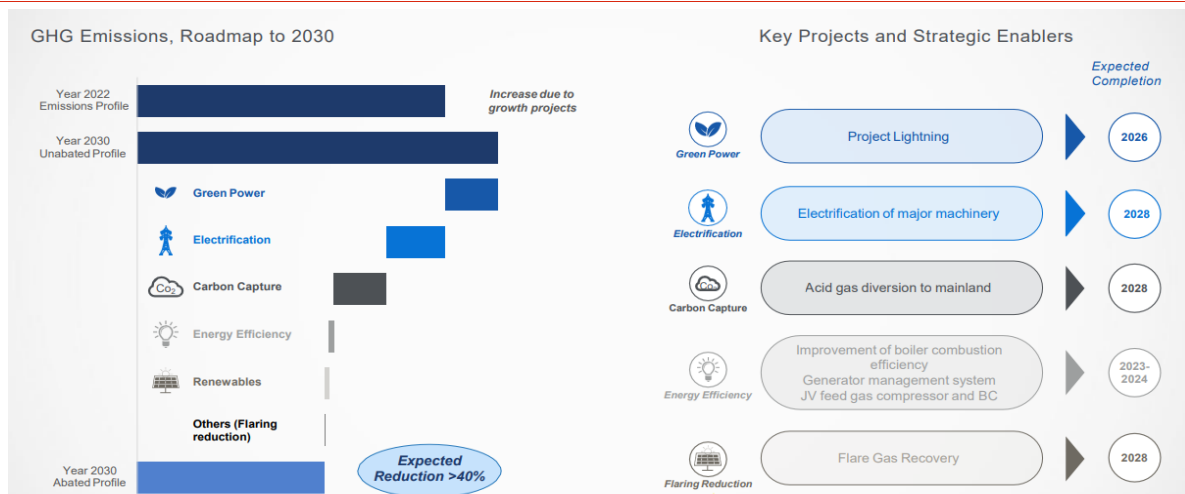 GHG Emissions, Roadmap to 2030
Year 2022
Emissions Profile
Increase due to
growth projects
Year 2030
Unabated Profile
Green Power
Electrification
Co2
Carbon Capture
Energy Efficiency
Renewables
Others (Flaring
reduction)
Year 2030
Abated Profile
Expected
Reduction >40%
Key Projects and Strategic Enablers
Expected
Completion
Green Power
Project Lightning
2026
Electrification
Electrification of major machinery
2028
Co2
Carbon Capture
Acid gas diversion to mainland
2028
Energy Efficiency
Improvement of boiler combustion
efficiency
Generator management system
JV feed gas compressor and BC
2023-
2024
Flaring Reduction
Flare Gas Recovery
2028